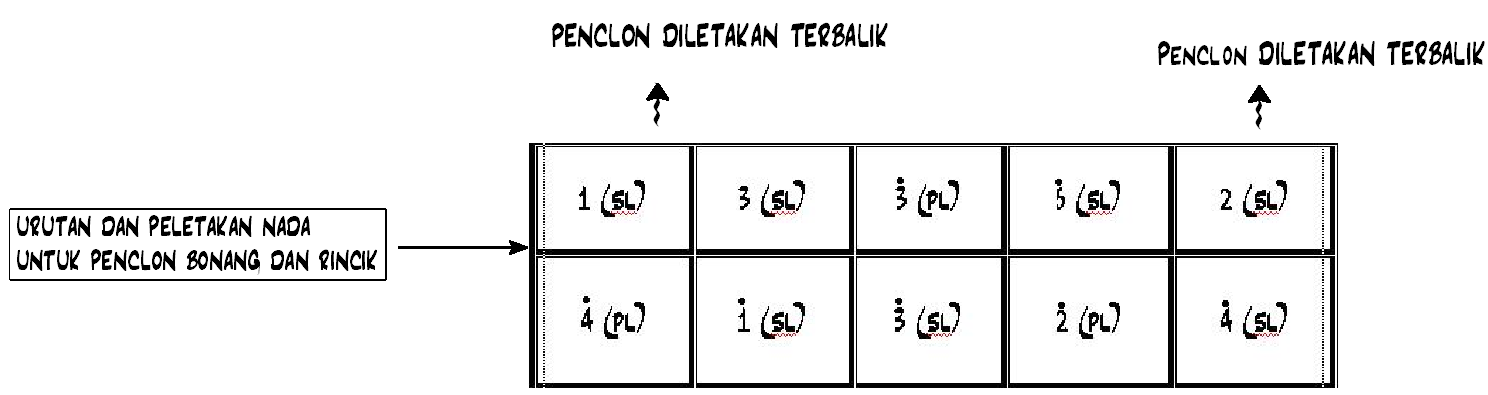 PENCLON DILETAKAN TERBALIK
PENCLON DILETAKAN TERBALIK
URUTAN DAN PELETAKAN NADA
UNTUK PENCLON BONANG DAN RINCIK
1 (SL) 3 (SL) 3̇ (PL) 5̇ (SL) 2 (SL)
4̇ (PL) 1̇ (SL) 3̇ (SL) 2̇ (PL) 4̇ (SL)